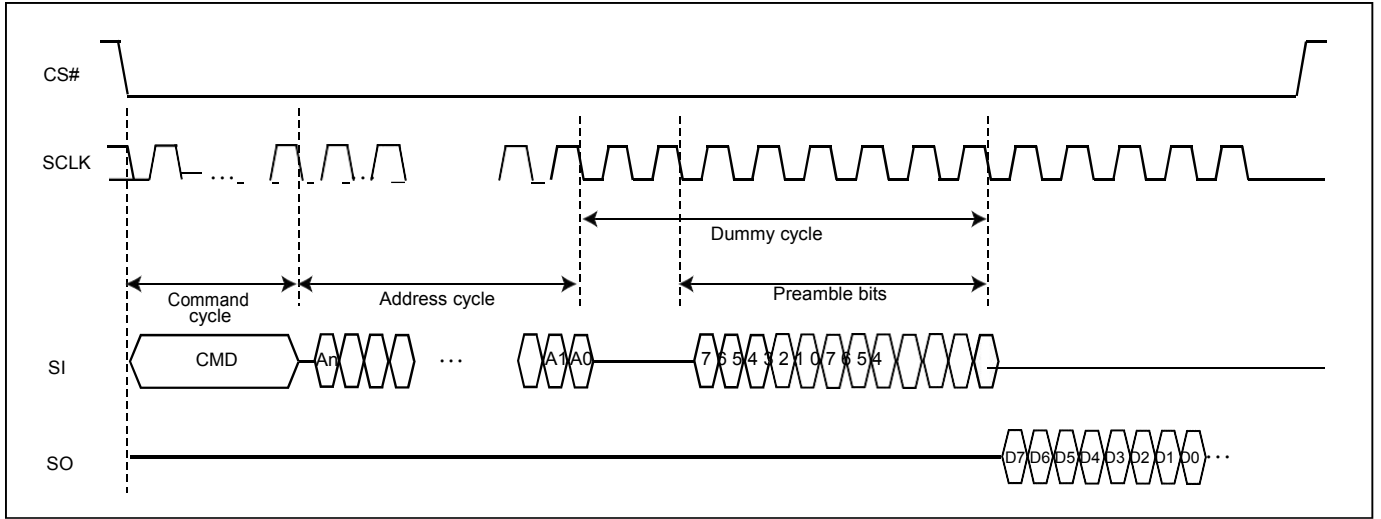 CS#
SCLK
...
...
Dummy cycle
Command
cycle
Address cycle
Preamble bits
SI
CMD
An
...
A1
A0
7 6 5 4 3 2 1 0 7 6 5 4
SO
D7 D6 D5 D4 D3 D2 D1 D0 ...